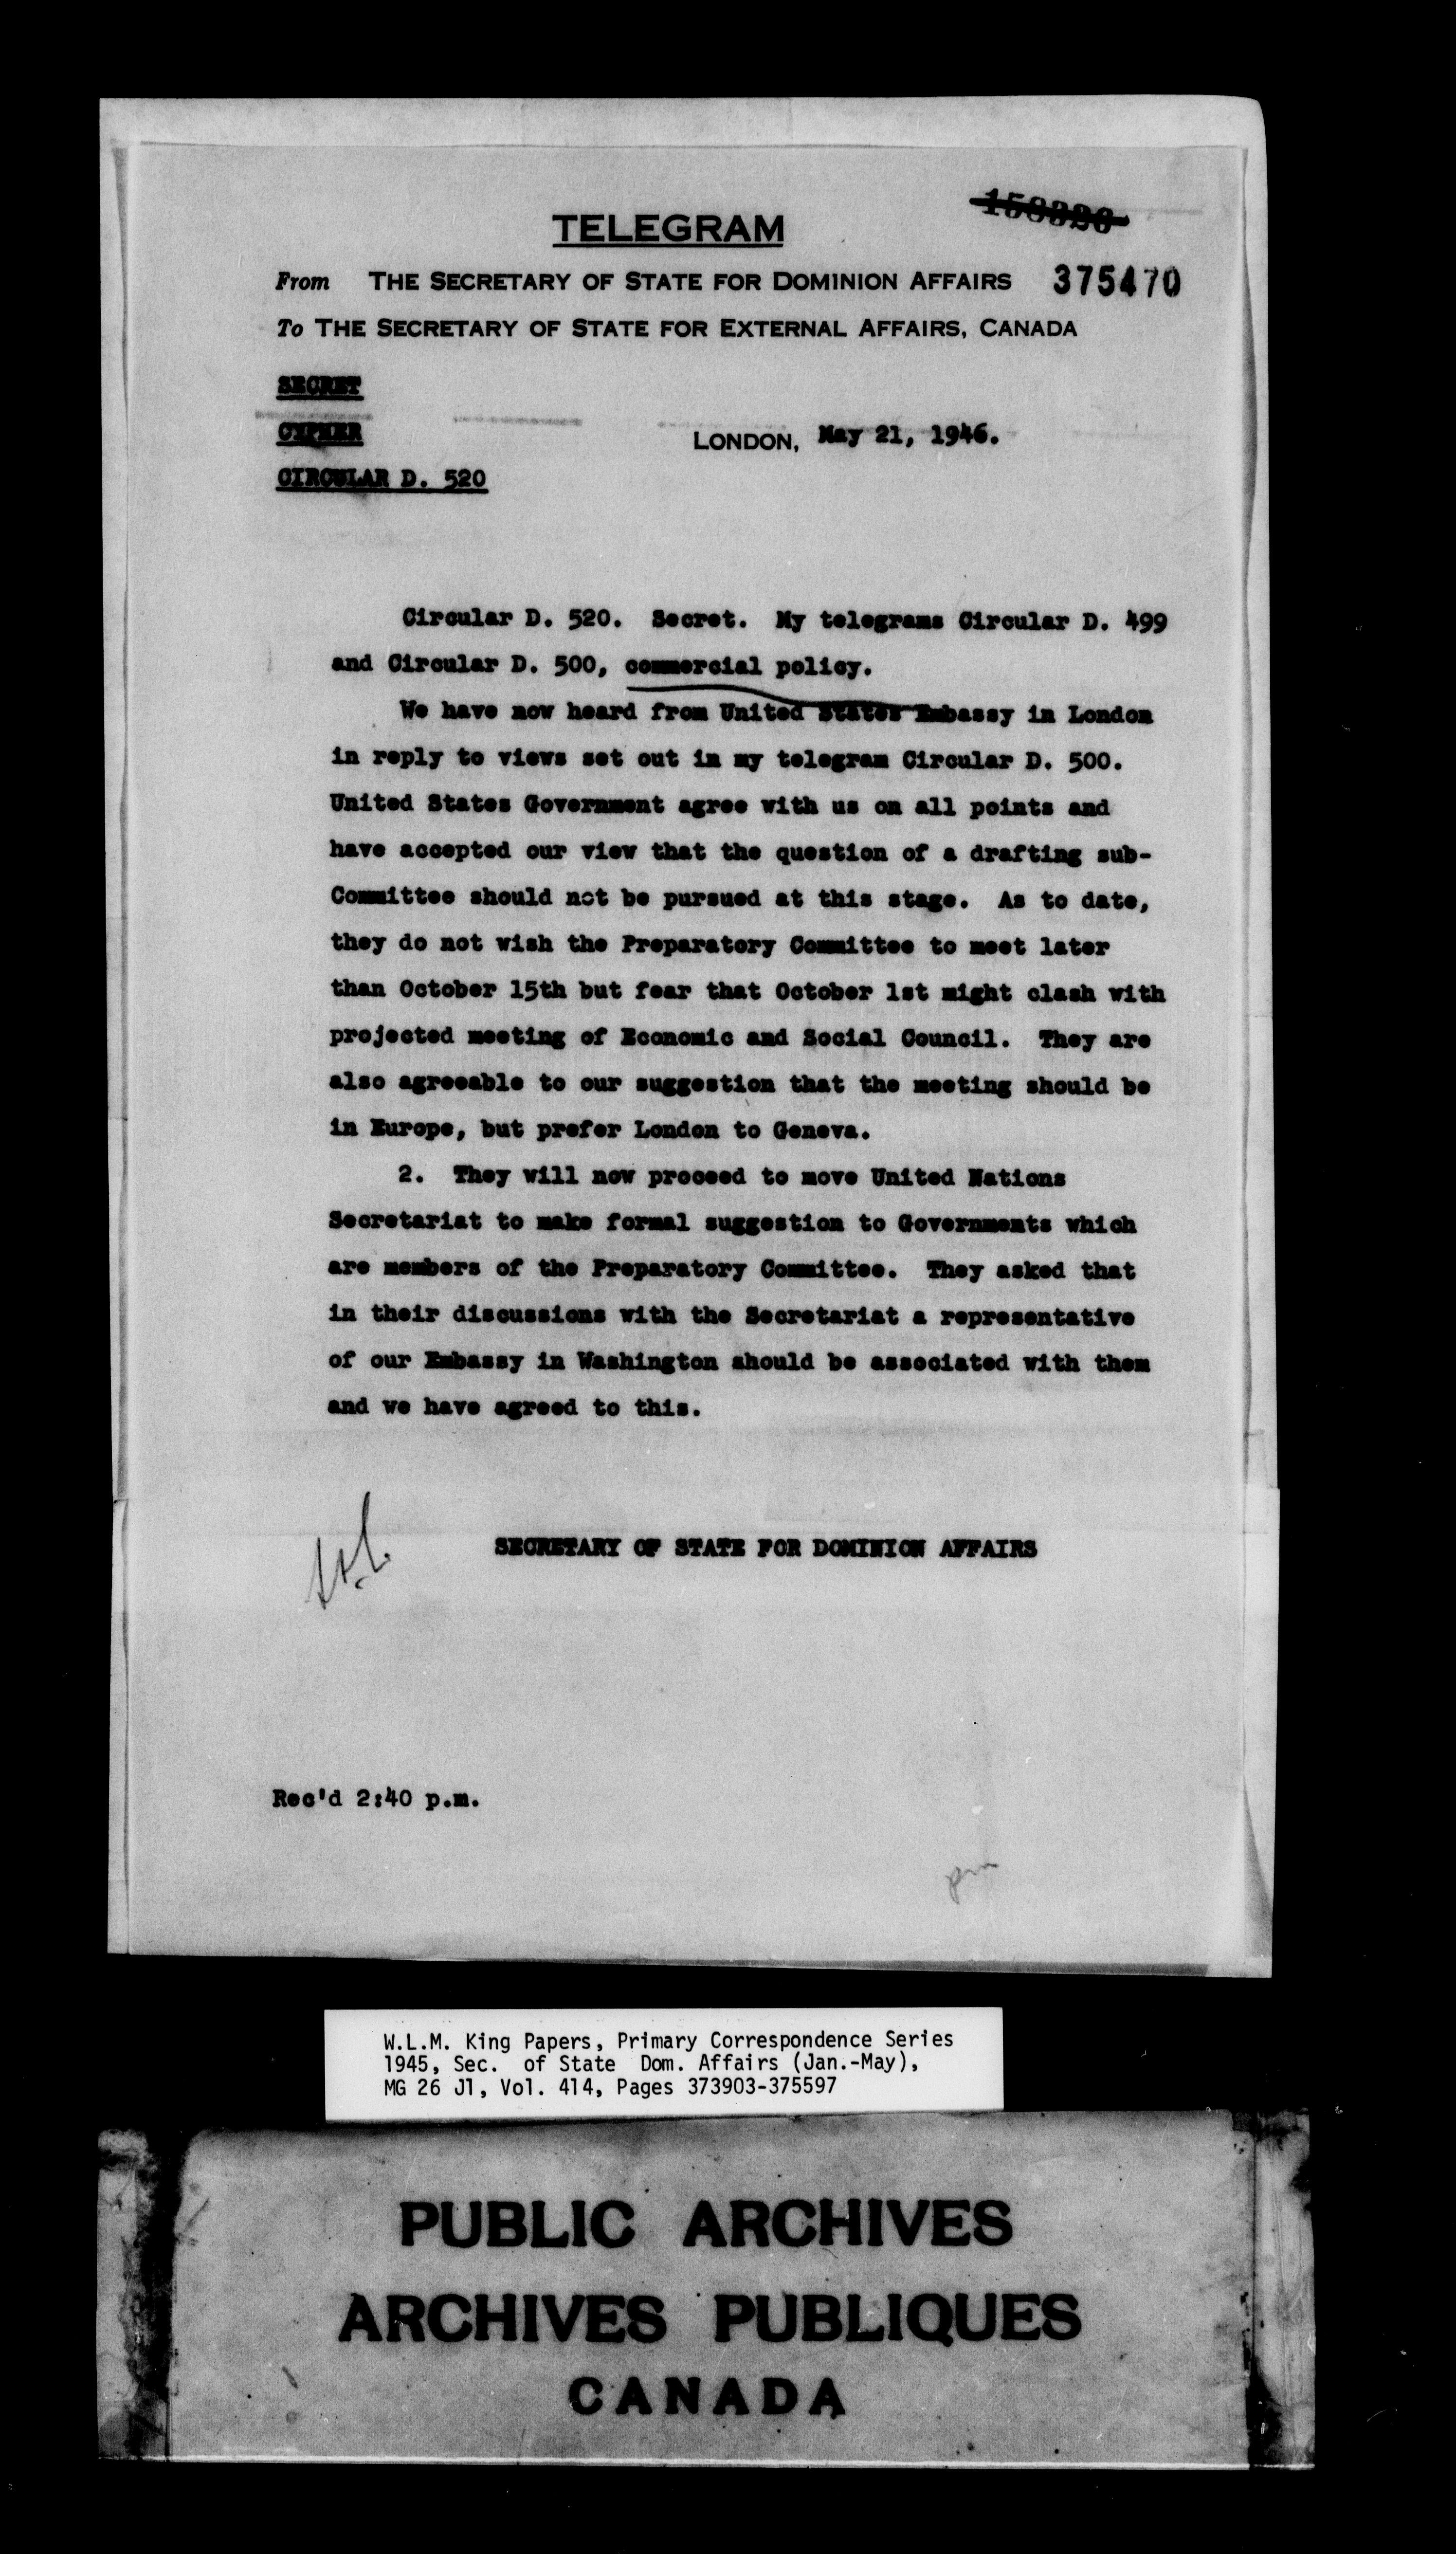 TELEGRAM
375470
From THE SECRETARY OF STATE FOR DOMINION AFFAIRS
To THE SECRETARY OF STATE FOR EXTERNAL AFFAIRS, CANADA
SECRET
CYPHER
LONDON, May 21, 1946.
CIRCULAR D. 520
Circular D. 520. Secret. My telegrams Circular D. 499
and Circular D. 500, commercial policy.
We have now heard from United States Embassy in London
in reply to views set out in my telegram Circular D. 500.
United States Government agree with us on all points and
have accepted our view that the question of a drafting sub-
Committee should not be pursued at this stage. As to date,
they do not wish the Preparatory Committee to meet later
than October 15th but fear that October 1st might clash with
projected meeting of Economic and Social Council. They are
also agreeable to our suggestion that the meeting should be
in Europe, but prefer London to Geneva.
2. They will now proceed to move United Nations
Secretariat to make formal suggestion to Governments which
are members of the Preparatory Committee. They asked that
in their discussions with the Secretariat a representative
of our Embassy in Washington should be associated with them
and we have agreed to this.
SECRETARY OF STATE FOR DOMINION AFFAIRS
Rec'd 2:40 p.m.
W.L.M. King Papers, Primary Correspondence Series
1945, Sec. of State Dom. Affairs (Jan.-May),
MG 26 J1, Vol. 414, Pages 373903-375597
PUBLIC ARCHIVES
ARCHIVES PUBLIQUES
CANADA